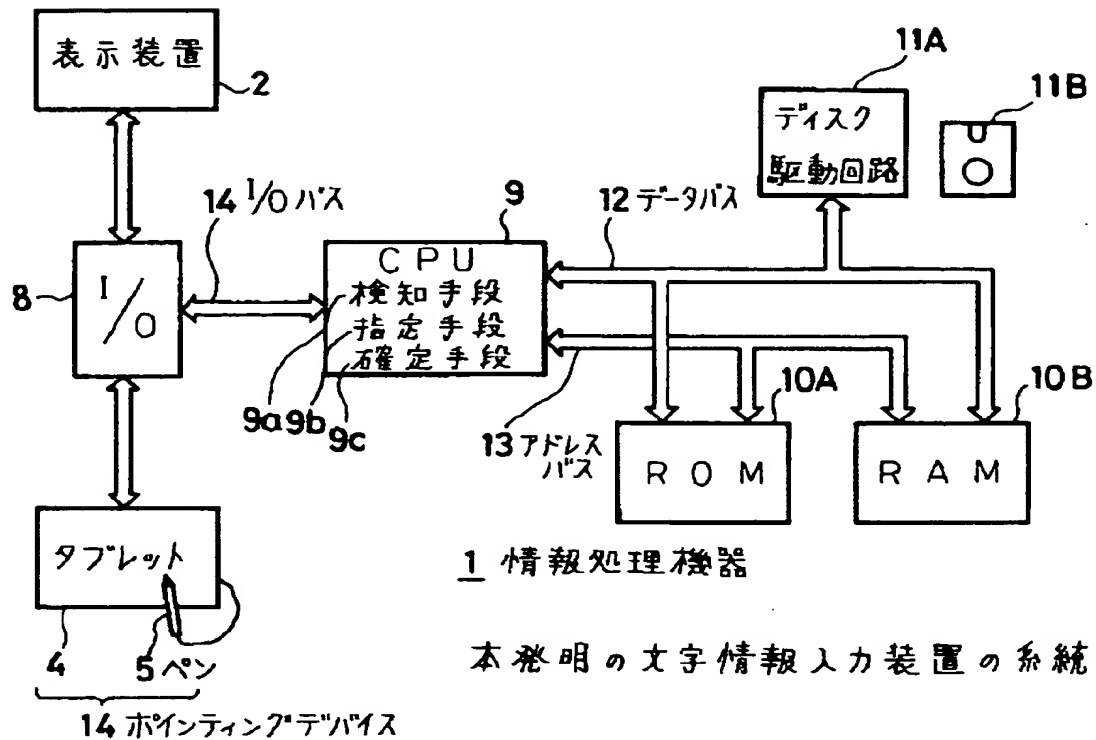 表示装置
2
11A
ディスク
駆動回路
11B
14 I/Oバス
9
12 データバス
8
I/O
CPU
検知手段
指定手段
確定手段
9a 9b 9c
13 アドレス
バス
10A
ROM
10B
RAM
タブレット
4
5 ペン
14 ポインティングデバイス
1 情報処理機器
本発明の文字情報入力装置の系統